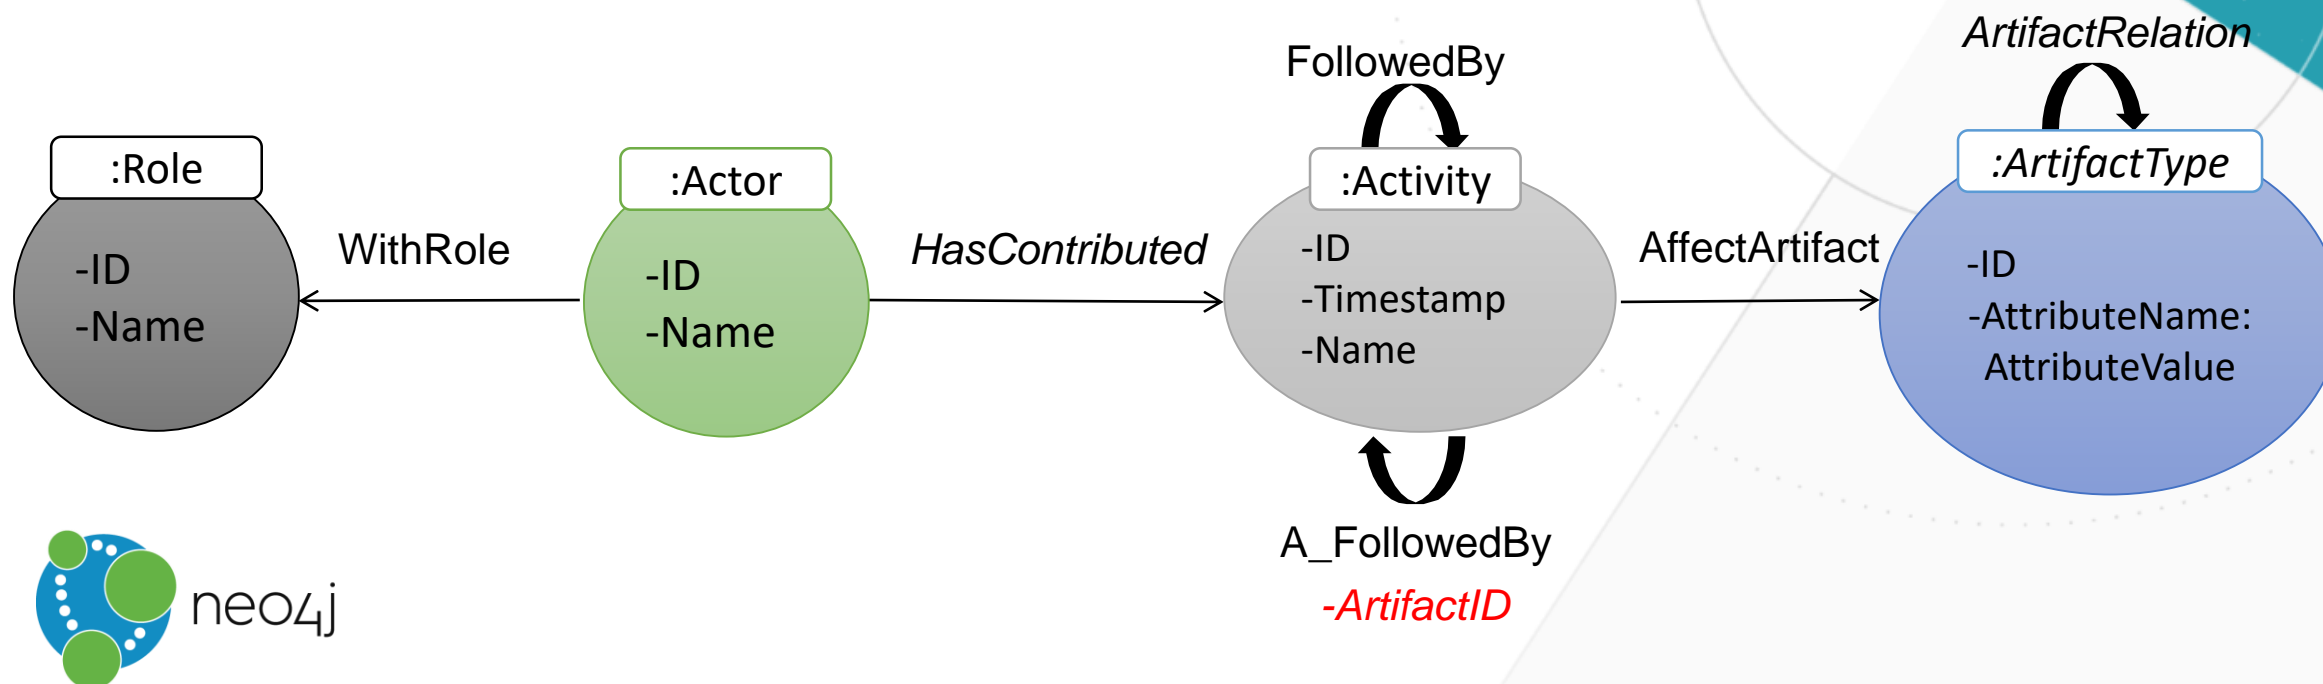 :Role
-ID
-Name
WithRole
:Actor
-ID
-Name
HasContributed
FollowedBy
:Activity
-ID
-Timestamp
-Name
A_FollowedBy
-ArtifactID
AffectArtifact
ArtifactRelation
:ArtifactType
-ID
-AttributeName:
AttributeValue
neo4j